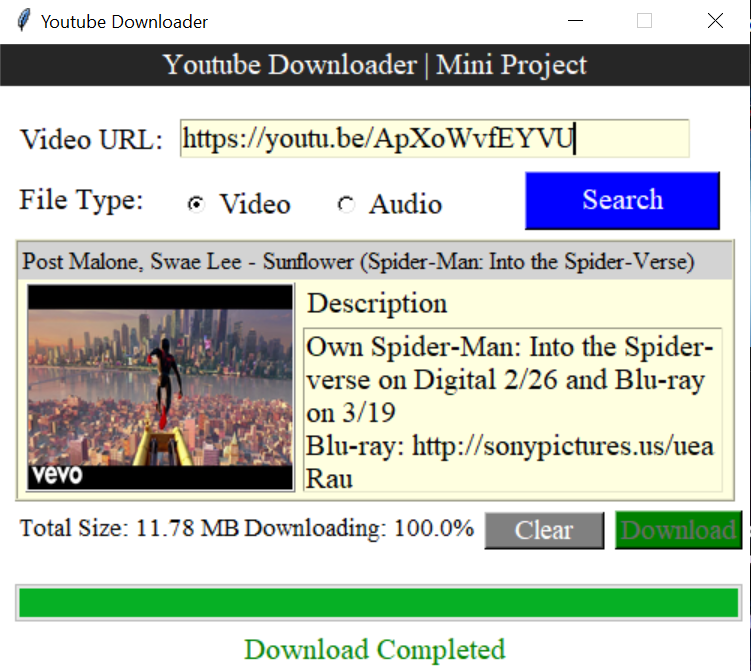 Youtube Downloader
Youtube Downloader | Mini Project
Video URL: https://youtu.be/ApXoWvfEYVU
File Type: Video Audio Search
Post Malone, Swae Lee - Sunflower (Spider-Man: Into the Spider-Verse)
Description
Own Spider-Man: Into the Spider-
verse on Digital 2/26 and Blu-ray
on 3/19
Blu-ray: http://sonypictures.us/uea
Rau
vevo
Total Size: 11.78 MB Downloading: 100.0% Clear Download
Download Completed